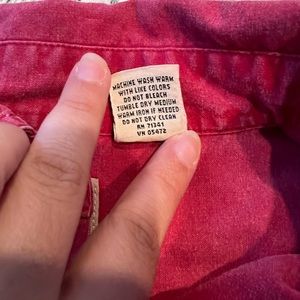 MACHINE WASH WARM
WITH LIKE COLORS
DO NOT BLEACH
TUMBLE DRY MEDIUM
WARM IRON IF NEEDED
DO NOT DRY CLEAN
RN 71341
VN 05472